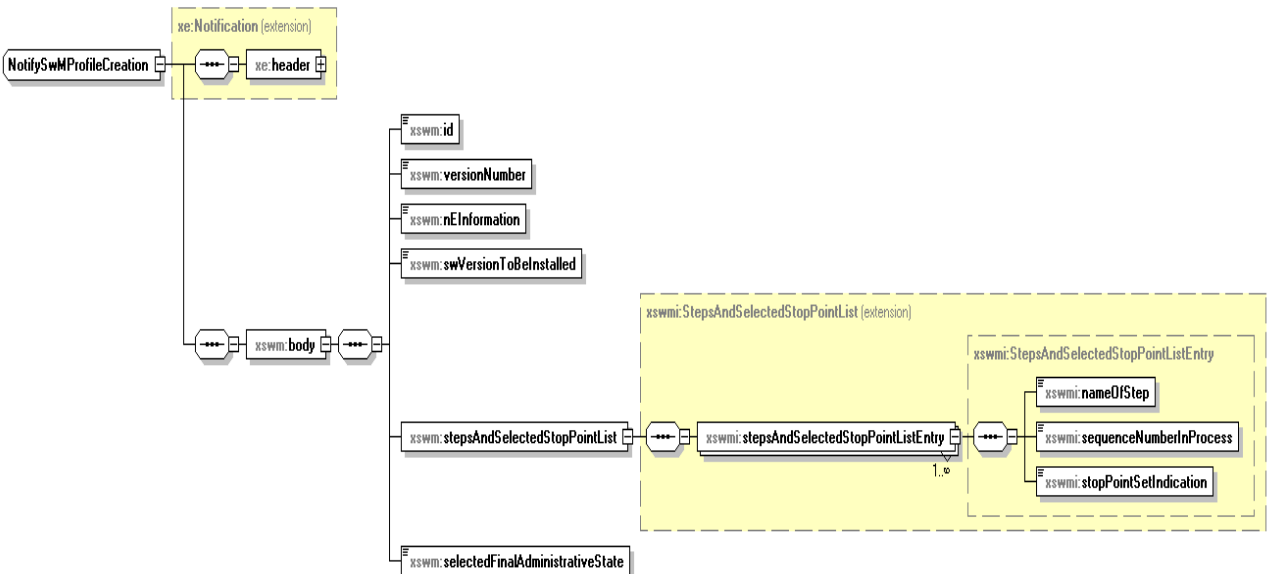 xe:Notification (extension)
NotifySwMProfileCreation
xe:header
xswm:id
xswm:versionNumber
xswm:nEInformation
xswm:swVersionToBeInstalled
xswmi:StepsAndSelectedStopPointList (extension)
xswm:body
xswmi:StepsAndSelectedStopPointListEntry
xswmi:nameOfStep
xswm:stepsAndSelectedStopPointList
xswmi:stepsAndSelectedStopPointListEntry
xswmi:sequenceNumberInProcess
1..∞
xswmi:stopPointSetIndication
xswm:selectedFinalAdministrativeState